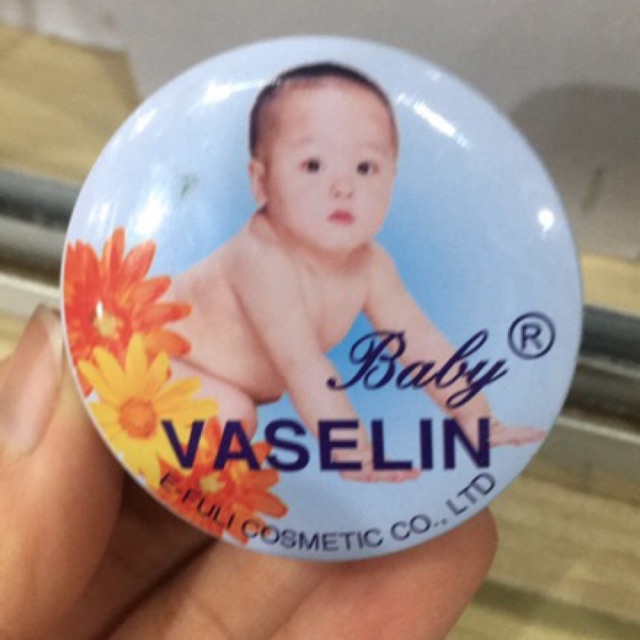 Baby ®
VASELIN
E-FULI COSMETIC CO., LTD